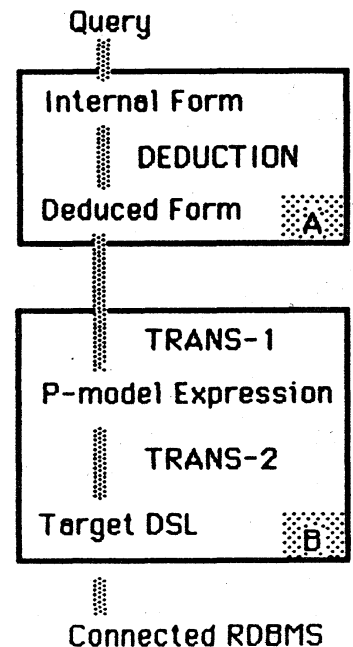 Query
Internal Form
DEDUCTION
Deduced Form
A
TRANS-1
P-model Expression
TRANS-2
Target DSL
B
Connected RDBMS